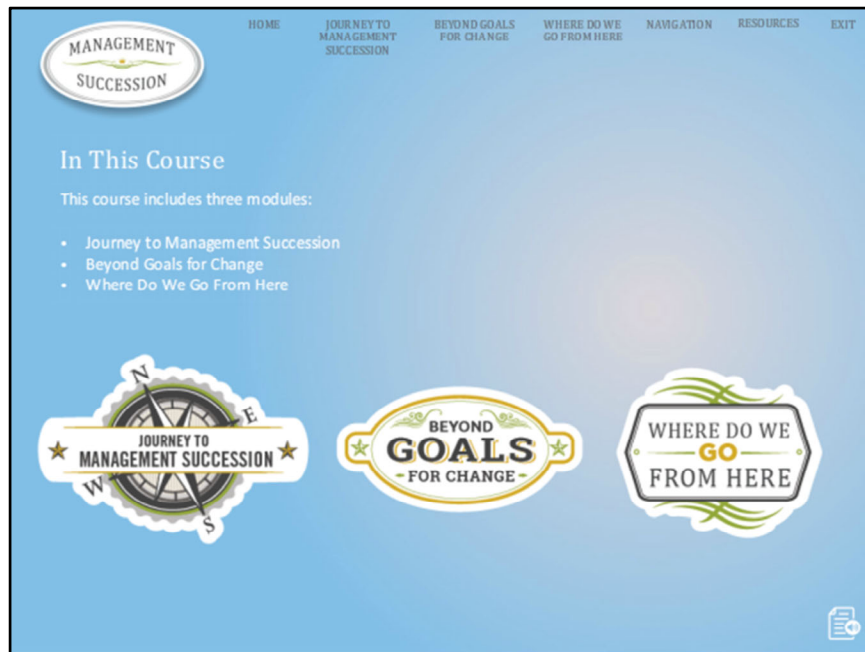 MANAGEMENT
SUCCESSION
HOME
JOURNEY TO
MANAGEMENT
SUCCESSION
BEYOND GOALS
FOR CHANGE
WHERE DO WE
GO FROM HERE
NAVIGATION
RESOURCES
EXIT
In This Course
This course includes three modules:
• Journey to Management Succession
• Beyond Goals for Change
• Where Do We Go From Here
N
E
JOURNEY TO
MANAGEMENT SUCCESSION
W
S
BEYOND
GOALS
FOR CHANGE
WHERE DO WE
GO
FROM HERE